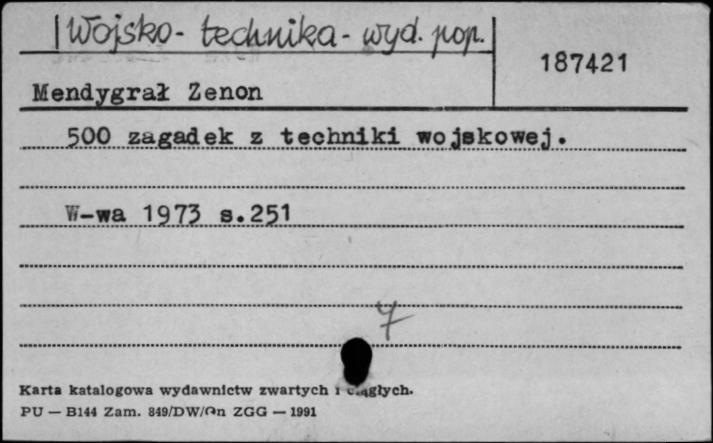 Wojsko - technika - wyd. pop.
187421
Mendygrał Zenon
500 zagadek z techniki wojskowej.
W-wa 1973 s.251
7
Karta katalogowa wydawnictw zwartych i ciągłych.
PU — B144 Zam. 849/DW/On ZGG — 1991